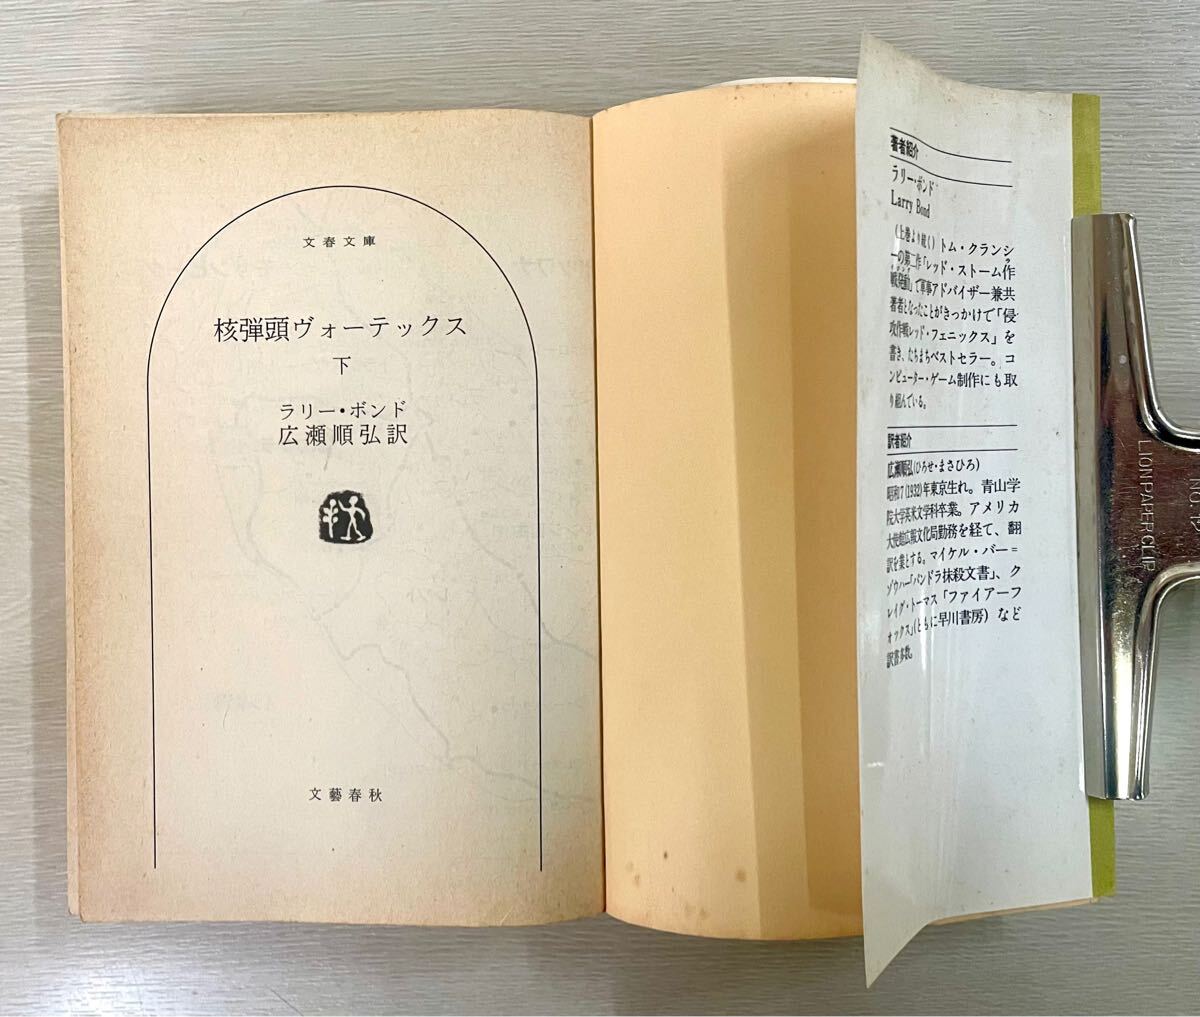 文春文庫
核弾頭ヴォーテックス
下
ラリー・ボンド
広瀬順弘訳
文藝春秋
著者紹介
ラリー・ボンド
Larry Bond
(上巻より続く)トム・クランシ
ーの第二作「レッド・ストーム作
戦発動」で軍事アドバイザー兼共
著者となったことがきっかけで「侵
攻作戦レッド・フェニックス」を
書き、たちまちベストセラー。コ
ンピューター・ゲーム制作にも取
り組んでいる。
訳者紹介
広瀬順弘(ひろせ・まさひろ)
昭和17(1932)年東京生れ。青山学
院大学英米文学科卒業。アメリカ
大使館広報文化局勤務を経て、翻
訳を業とする。マイケル・バー＝
ゾウハー「パンドラ抹殺文書」、ク
レイグ・トーマス「ファイアーフ
ォックス」(ともに早川書房)など
訳書多数。
LION PAPER CLIP